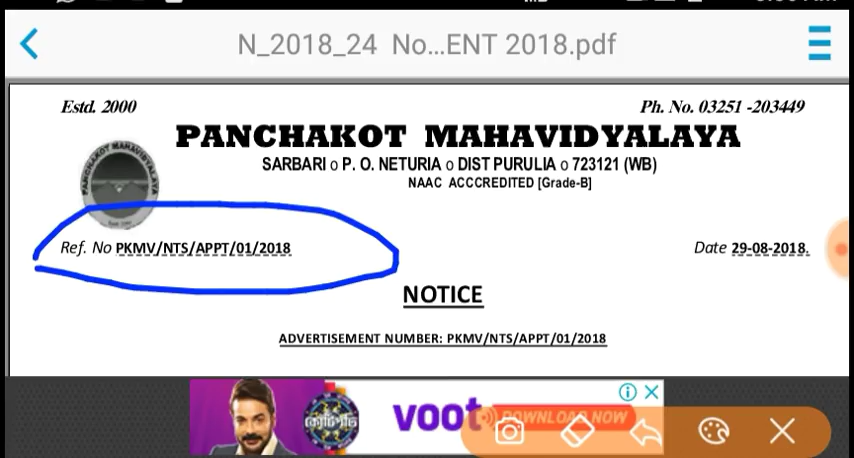 N_2018_24 No...ENT 2018.pdf
Estd. 2000
Ph. No. 03251 -203449
PANCHAKOT MAHAVIDYALAYA
SARBARI o P. O. NETURIA o DIST PURULIA o 723121 (WB)
NAAC ACCCREDITED [Grade-B]
PANCHAKOT MAHAVIDYALAYA
Ref. No PKMV/NTS/APPT/01/2018
Date 29-08-2018.
NOTICE
ADVERTISEMENT NUMBER: PKMV/NTS/APPT/01/2018
voot
DOWNLOAD NOW